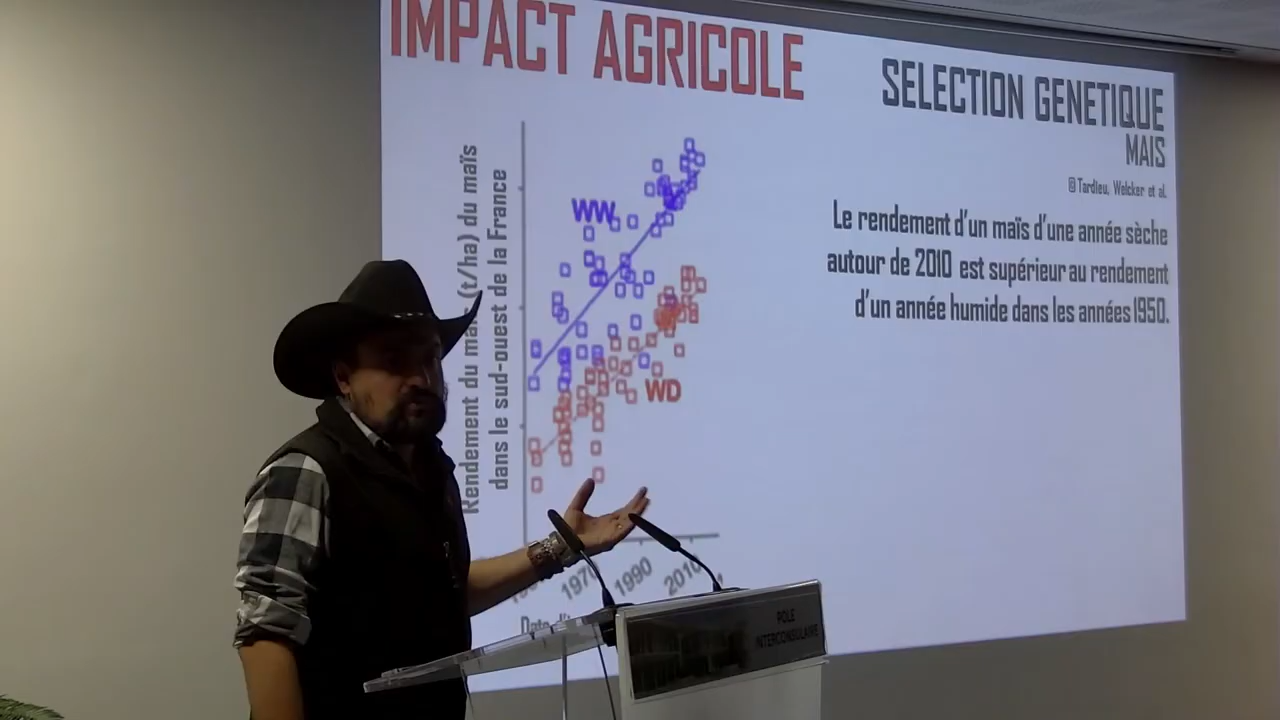 IMPACT AGRICOLE
SELECTION GENETIQUE
MAIS
©Tardieu, Welcker et al.
Le rendement d'un maïs d'une année sèche
autour de 2010 est supérieur au rendement
d'un année humide dans les années 1950.
Rendement du maïs (t/ha) du maïs
dans le sud-ouest de la France
WW
WD
1970
1990
2010
POLE
INTERCONSULAIRE